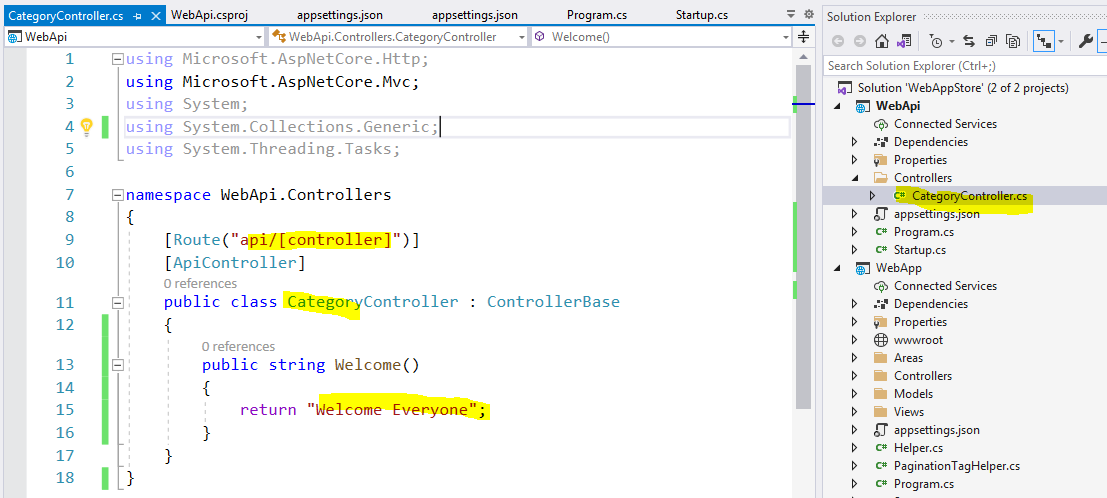 CategoryController.cs
WebApi.csproj
appsettings.json
appsettings.json
Program.cs
Startup.cs
WebApi
WebApi.Controllers.CategoryController
Welcome()
1 using Microsoft.AspNetCore.Http;
2 using Microsoft.AspNetCore.Mvc;
3 using System;
4 using System.Collections.Generic;
5 using System.Threading.Tasks;
6
7 namespace WebApi.Controllers
8 {
9 [Route("api/[controller]")]
10 [ApiController]
0 references
11 public class CategoryController : ControllerBase
12 {
0 references
13 public string Welcome()
14 {
15 return "Welcome Everyone";
16 }
17 }
18 }
Solution Explorer
Search Solution Explorer (Ctrl+;)
Solution 'WebAppStore' (2 of 2 projects)
WebApi
Connected Services
Dependencies
Properties
Controllers
C# CategoryController.cs
appsettings.json
C# Program.cs
C# Startup.cs
WebApp
Connected Services
Dependencies
Properties
wwwroot
Areas
Controllers
Models
Views
appsettings.json
C# Helper.cs
C# PaginationTagHelper.cs
C# Program.cs